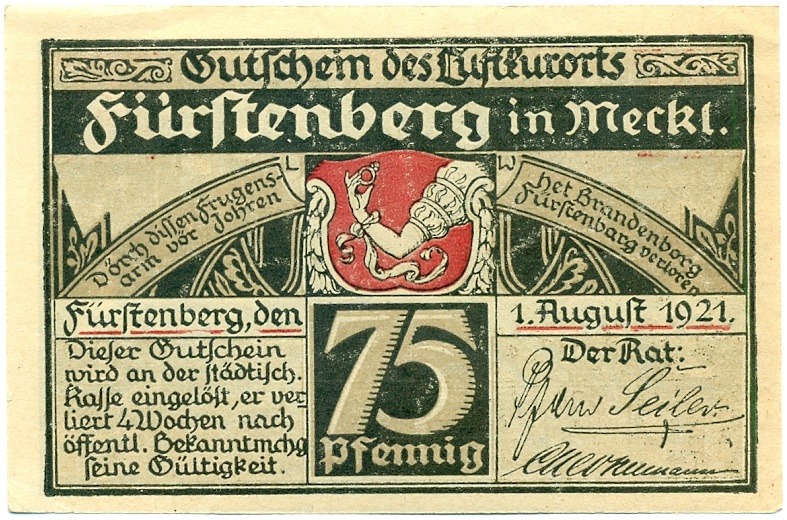 Gutschein des Luftkurorts
Fürstenberg in Meckl.
L W
Dörch dissen Frugens-
arm vör Johren
het Brandenborg
Fürstenbarg verloren
Fürstenberg, den
1. August 1921.
Dieser Gutschein
wird an der städtisch.
Kasse eingelöst, er ver
liert 4 Wochen nach
öffentl. Bekanntmchg
seine Gültigkeit.
75
Pfennig
Der Rat:
Seiler